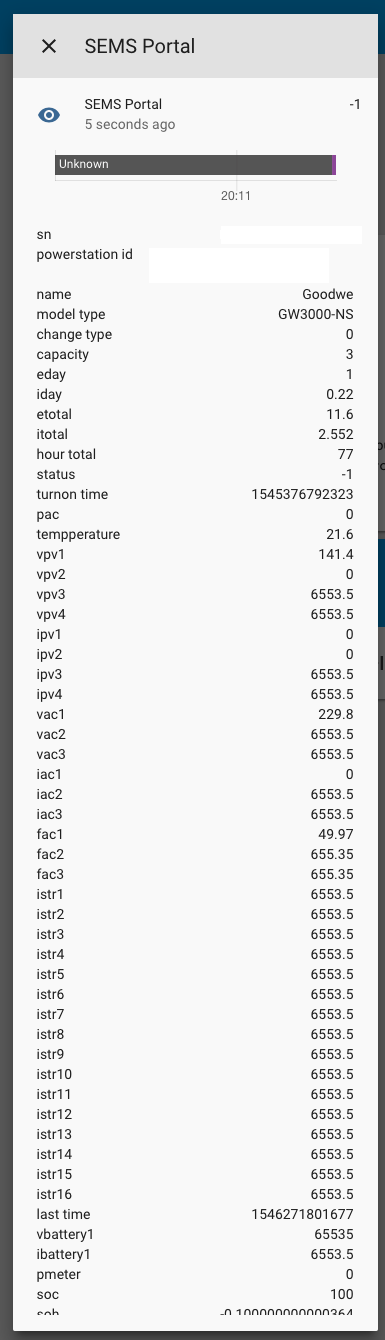 SEMS Portal
SEMS Portal -1
5 seconds ago
Unknown
20:11
sn
powerstation id
name Goodwe
model type GW3000-NS
change type 0
capacity 3
eday 1
iday 0.22
etotal 11.6
itotal 2.552
hour total 77
status -1
turnon time 1545376792323
pac 0
tempperature 21.6
vpv1 141.4
vpv2 0
vpv3 6553.5
vpv4 6553.5
ipv1 0
ipv2 0
ipv3 6553.5
ipv4 6553.5
vac1 229.8
vac2 6553.5
vac3 6553.5
iac1 0
iac2 6553.5
iac3 6553.5
fac1 49.97
fac2 655.35
fac3 655.35
istr1 6553.5
istr2 6553.5
istr3 6553.5
istr4 6553.5
istr5 6553.5
istr6 6553.5
istr7 6553.5
istr8 6553.5
istr9 6553.5
istr10 6553.5
istr11 6553.5
istr12 6553.5
istr13 6553.5
istr14 6553.5
istr15 6553.5
istr16 6553.5
last time 1546271801677
vbattery1 65535
ibattery1 6553.5
pmeter 0
soc 100
soh -0.100000000000364